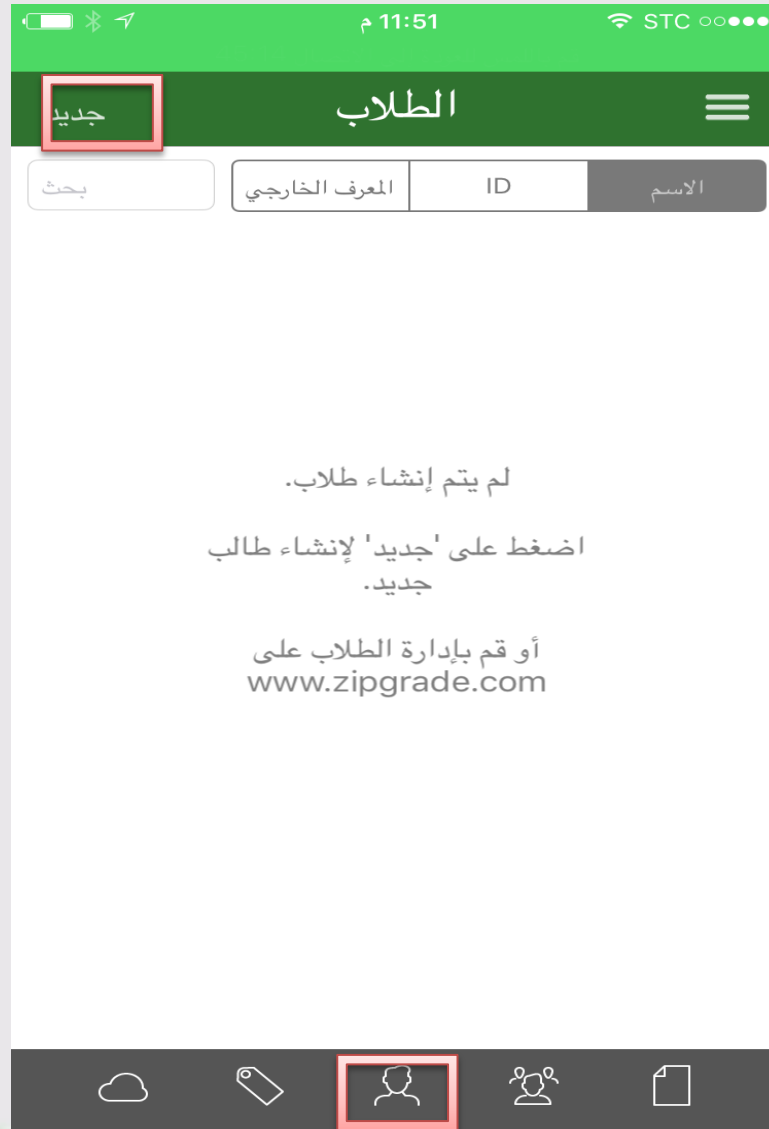 11:51 م
STC
الطلاب
جديد
الاسم
ID
المعرف الخارجي
بحث
لم يتم إنشاء طلاب.
اضغط على 'جديد' لإنشاء طالب
جديد.
أو قم بإدارة الطلاب على
www.zipgrade.com